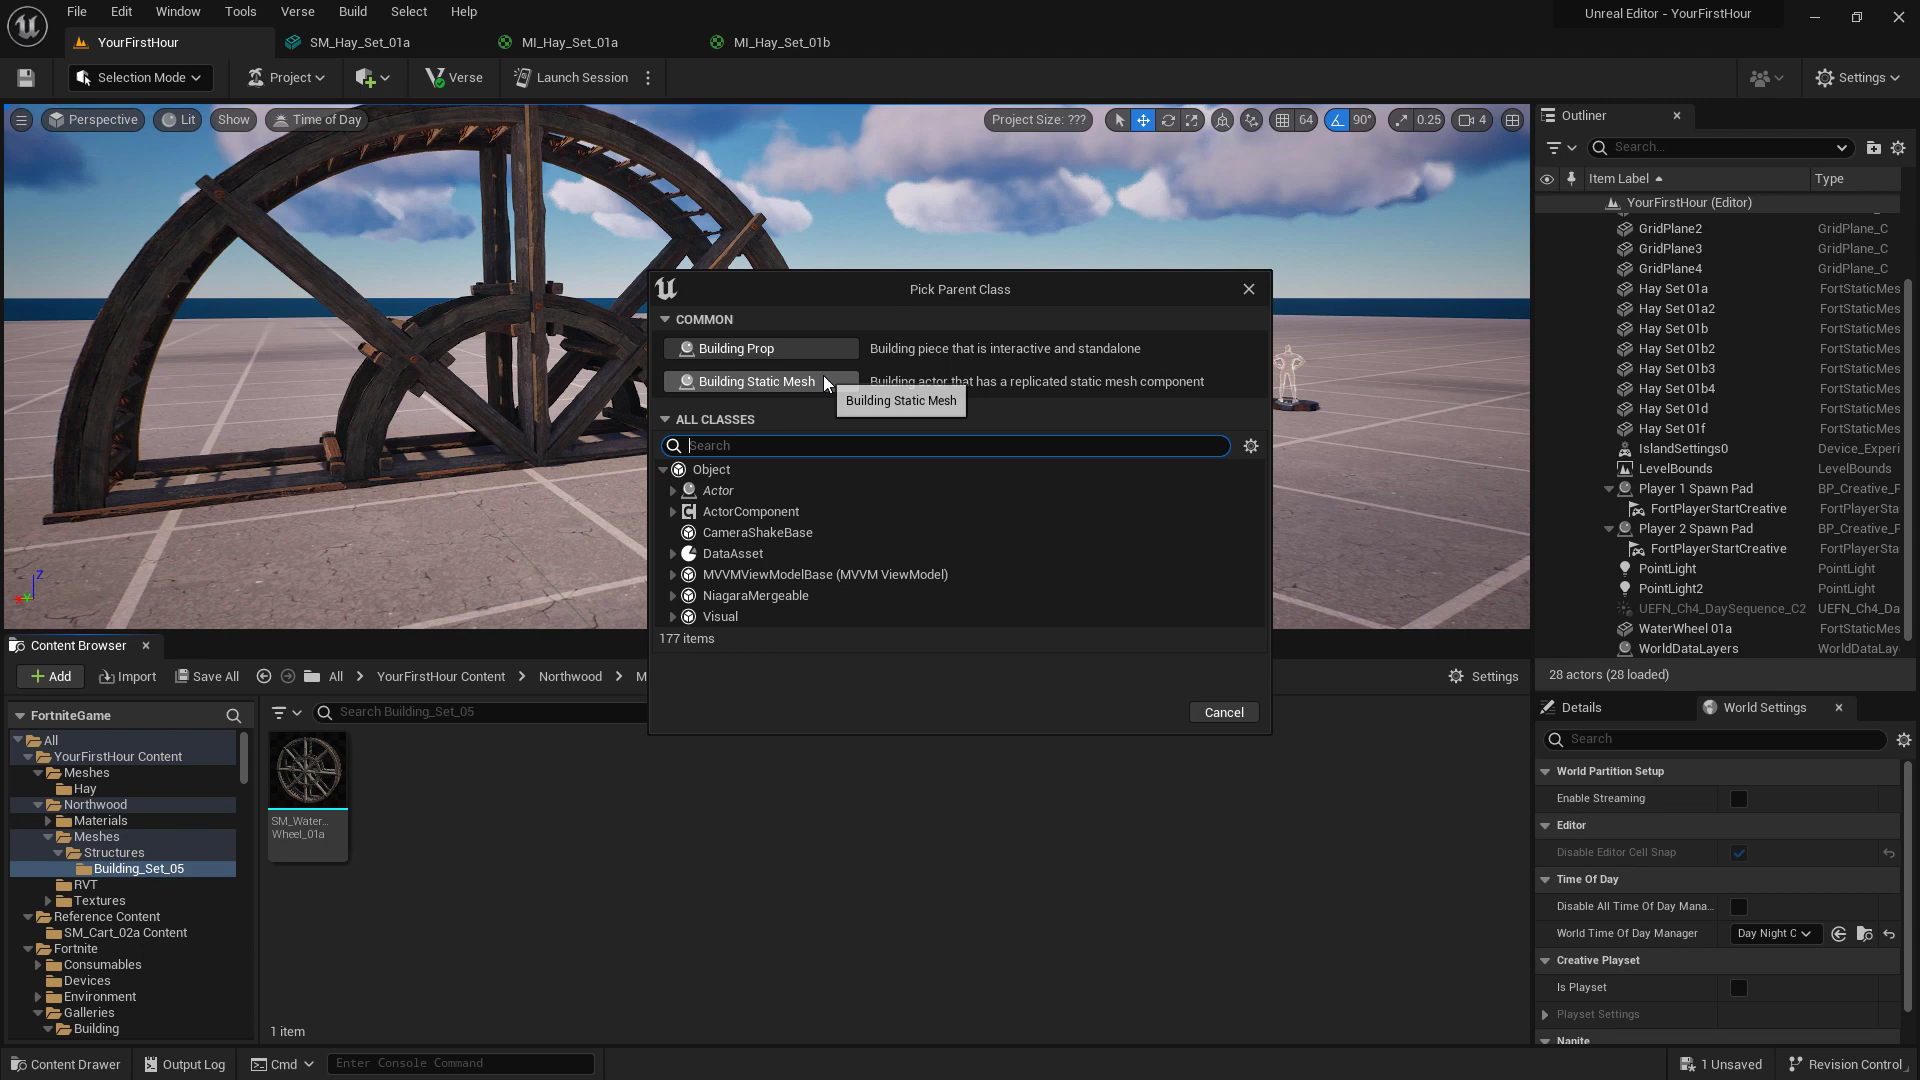 File Edit Window Tools Verse Build Select Help
Unreal Editor - YourFirstHour
YourFirstHour
SM_Hay_Set_01a
MI_Hay_Set_01a
MI_Hay_Set_01b
Selection Mode
Project
Verse
Launch Session
Settings
Perspective
Lit
Show
Time of Day
Project Size: ???
64
90°
0.25
4
Z
Pick Parent Class
COMMON
Building Prop
Building piece that is interactive and standalone
Building Static Mesh
Building actor that has a replicated static mesh component
Building Static Mesh
ALL CLASSES
Search
Object
Actor
ActorComponent
CameraShakeBase
DataAsset
MVVMViewModelBase (MVVM ViewModel)
NiagaraMergeable
Visual
177 items
Cancel
Outliner
Search...
Item Label
Type
YourFirstHour (Editor)
GridPlane2 GridPlane_C
GridPlane3 GridPlane_C
GridPlane4 GridPlane_C
Hay Set 01a FortStaticMes
Hay Set 01a2 FortStaticMes
Hay Set 01b FortStaticMes
Hay Set 01b2 FortStaticMes
Hay Set 01b3 FortStaticMes
Hay Set 01b4 FortStaticMes
Hay Set 01d FortStaticMes
Hay Set 01f FortStaticMes
IslandSettings0 Device_Experi
LevelBounds LevelBounds
Player 1 Spawn Pad BP_Creative_F
FortPlayerStartCreative FortPlayerSta
Player 2 Spawn Pad BP_Creative_F
FortPlayerStartCreative FortPlayerSta
PointLight PointLight
PointLight2 PointLight
UEFN_Ch4_DaySequence_C2 UEFN_Ch4_Da
WaterWheel 01a FortStaticMes
WorldDataLayers WorldDataLay
28 actors (28 loaded)
Content Browser
Add
Import
Save All
All
YourFirstHour Content
Northwood
M
Settings
FortniteGame
Search Building_Set_05
All
YourFirstHour Content
Meshes
Hay
Northwood
Materials
Meshes
Structures
Building_Set_05
RVT
Textures
Reference Content
SM_Cart_02a Content
Fortnite
Consumables
Devices
Environment
Galleries
Building
SM_Water...
Wheel_01a
1 item
Details
World Settings
Search
World Partition Setup
Enable Streaming
Editor
Disable Editor Cell Snap
Time Of Day
Disable All Time Of Day Mana...
World Time Of Day Manager
Day Night C
Creative Playset
Is Playset
Playset Settings
Nanite
Content Drawer
Output Log
Cmd
Enter Console Command
1 Unsaved
Revision Control